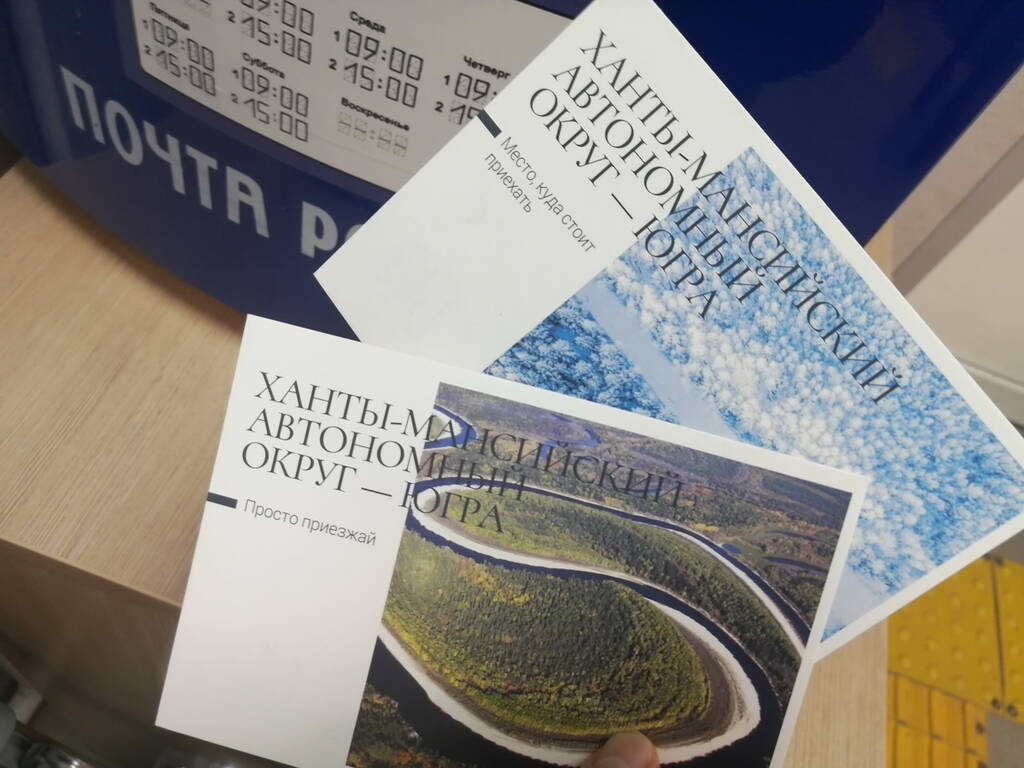 Среда
Четверг
Пятница
Суббота
Воскресенье
1 09:00
2 15:00
1 09:00
2 15:00
1 09:00
2 15:00
ПОЧТА
ХАНТЫ-МАНСИЙСКИЙ
АВТОНОМНЫЙ
ОКРУГ — ЮГРА
Место, куда стоит
приехать
ХАНТЫ-МАНСИЙСКИЙ
АВТОНОМНЫЙ
ОКРУГ — ЮГРА
Просто приезжай